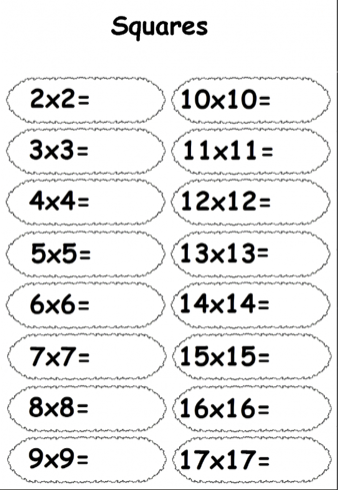 Squares
2x2=
10x10=
3x3=
11x11=
4x4=
12x12=
5x5=
13x13=
6x6=
14x14=
7x7=
15x15=
8x8=
16x16=
9x9=
17x17=